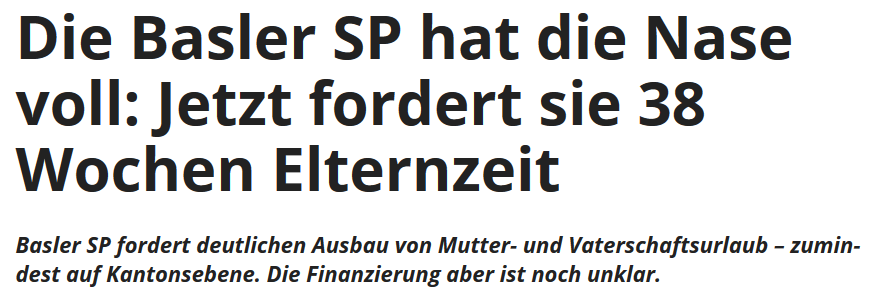 Die Basler SP hat die Nase
voll: Jetzt fordert sie 38
Wochen Elternzeit
Basler SP fordert deutlichen Ausbau von Mutter- und Vaterschaftsurlaub – zumin-
dest auf Kantonsebene. Die Finanzierung aber ist noch unklar.